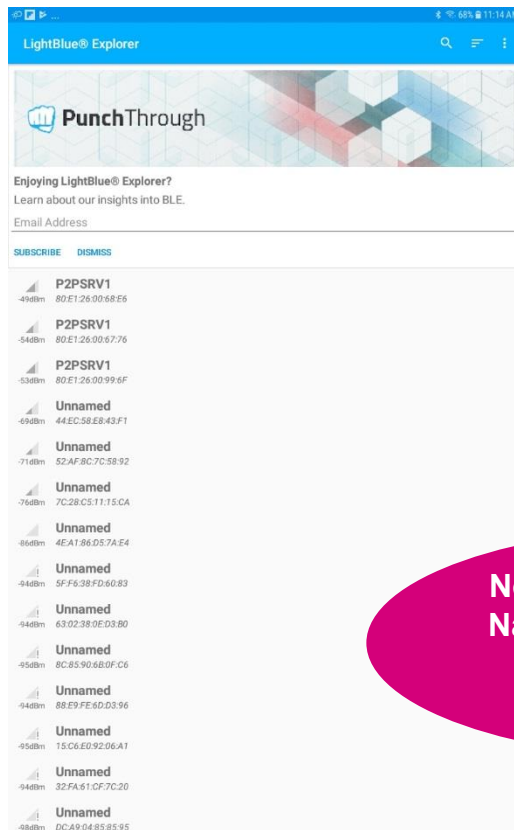 ... 68% 11:14 AM
LightBlue® Explorer
PunchThrough
Enjoying LightBlue® Explorer?
Learn about our insights into BLE.
Email Address
SUBSCRIBE DISMISS
P2PSRV1
-49dBm 80:E1:26:00:68:E6
P2PSRV1
-54dBm 80:E1:26:00:67:76
P2PSRV1
-53dBm 80:E1:26:00:99:6F
Unnamed
-69dBm 44:EC:58:E8:43:F1
Unnamed
-71dBm 52:AF:8C:7C:58:92
Unnamed
-76dBm 7C:28:C5:11:15:CA
Unnamed
-86dBm 4E:A1:86:D5:7A:E4
Unnamed
-94dBm 5F:F6:38:FD:60:83
Unnamed
-94dBm 63:02:38:0E:D3:B0
Unnamed
-95dBm 8C:85:90:6B:0F:C6
Unnamed
-94dBm 88:E9:FE:6D:D3:96
Unnamed
-95dBm 15:C6:E0:92:06:A1
Unnamed
-94dBm 32:FA:61:CF:7C:20
Unnamed
-98dBm DC:A9:04:85:85:95